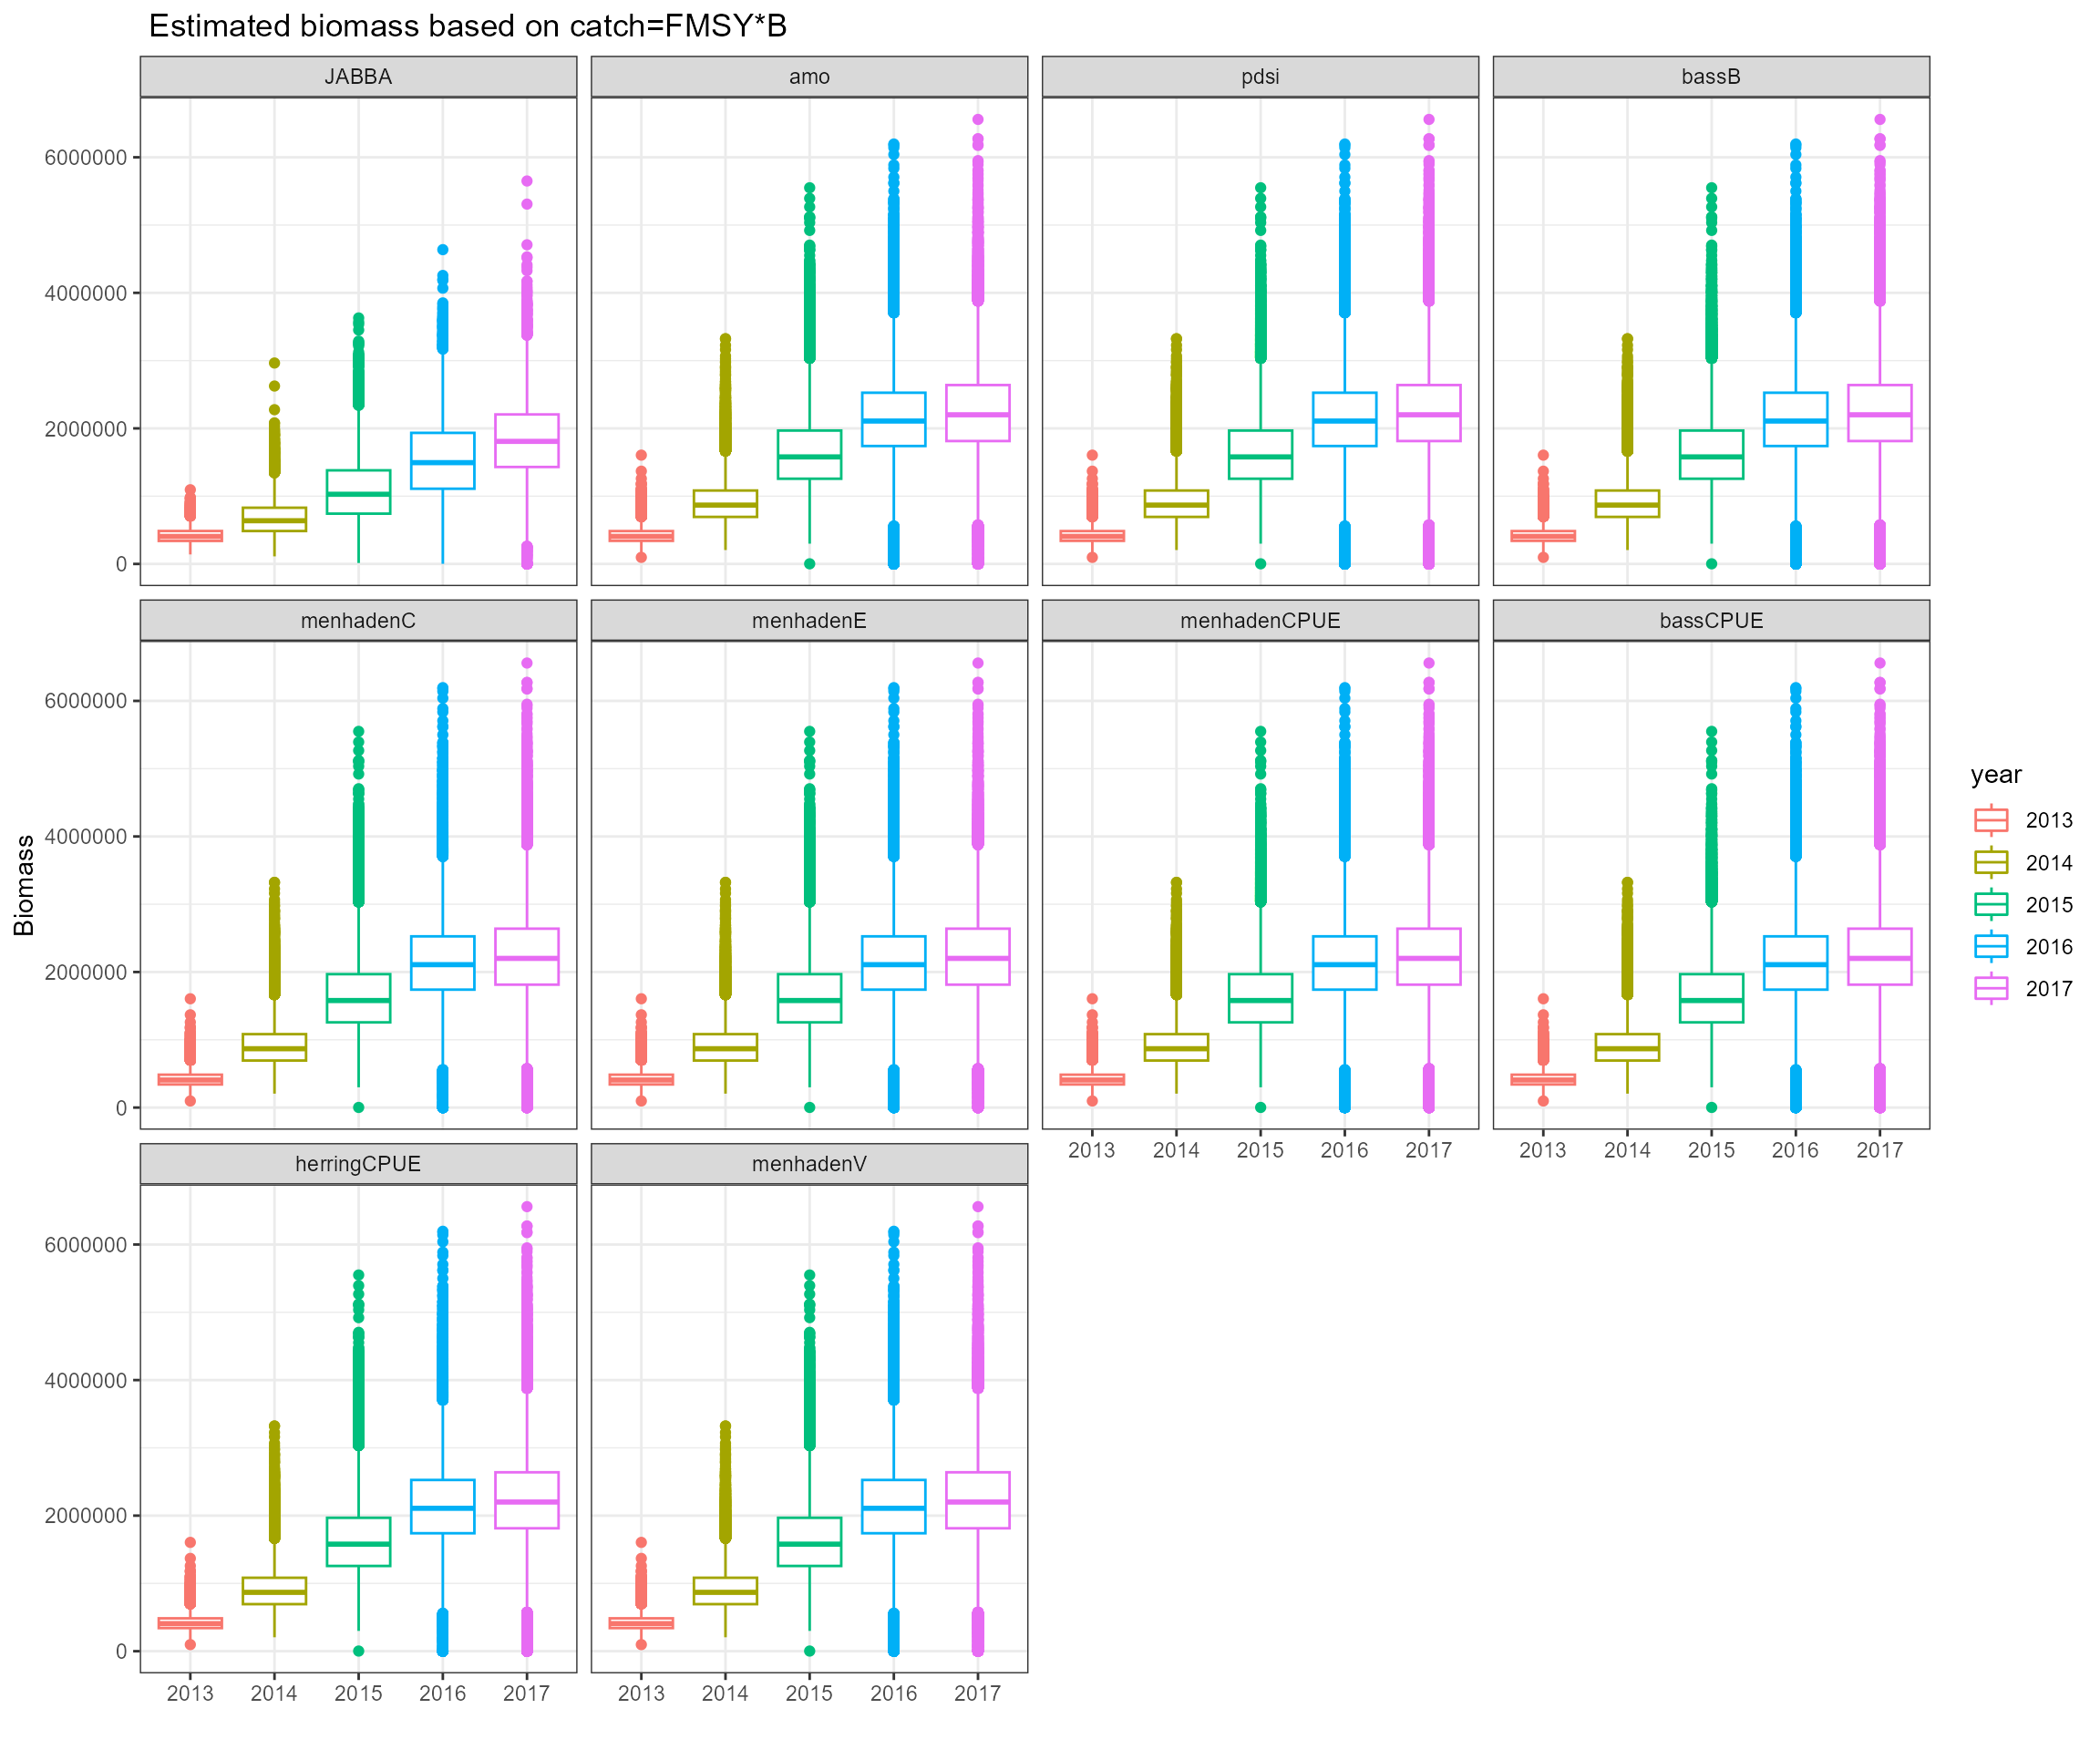 Estimated biomass based on catch=FMSY*B
JABBA
amo
pdsi
bassB
6000000
4000000
2000000
0
menhadenC
menhadenE
menhadenCPUE
bassCPUE
6000000
4000000
2000000
0
2013 2014 2015 2016 2017
2013 2014 2015 2016 2017
herringCPUE
menhadenV
6000000
4000000
2000000
0
2013 2014 2015 2016 2017
2013 2014 2015 2016 2017
Biomass
year
2013
2014
2015
2016
2017